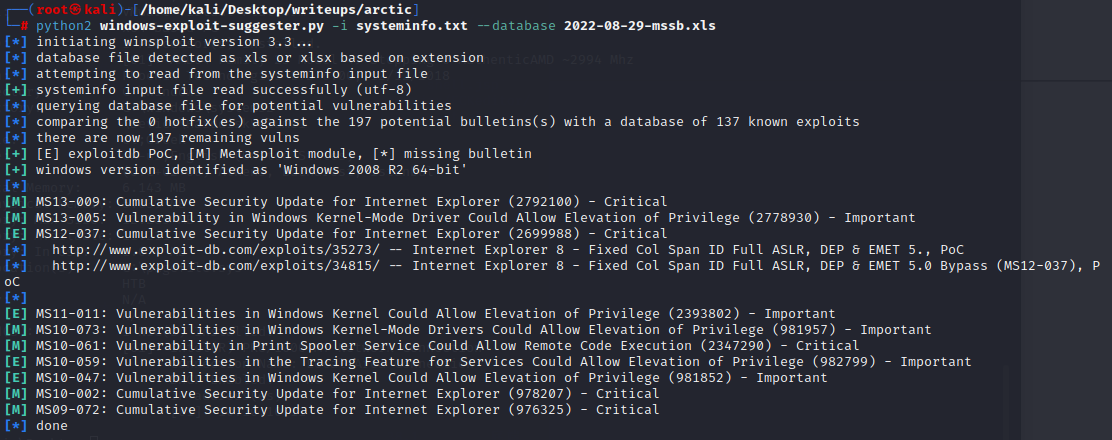 ┌──(root㉿kali)-[/home/kali/Desktop/writeups/arctic]
└─# python2 windows-exploit-suggester.py -i systeminfo.txt --database 2022-08-29-mssb.xls
[*] initiating winsploit version 3.3...
[*] database file detected as xls or xlsx based on extension
[*] attempting to read from the systeminfo input file
[+] systeminfo input file read successfully (utf-8)
[*] querying database file for potential vulnerabilities
[*] comparing the 0 hotfix(es) against the 197 potential bulletins(s) with a database of 137 known exploits
[*] there are now 197 remaining vulns
[+] [E] exploitdb PoC, [M] Metasploit module, [*] missing bulletin
[+] windows version identified as 'Windows 2008 R2 64-bit'
[*]
[M] MS13-009: Cumulative Security Update for Internet Explorer (2792100) - Critical
[M] MS13-005: Vulnerability in Windows Kernel-Mode Driver Could Allow Elevation of Privilege (2778930) - Important
[E] MS12-037: Cumulative Security Update for Internet Explorer (2699988) - Critical
[*]   http://www.exploit-db.com/exploits/35273/ -- Internet Explorer 8 - Fixed Col Span ID Full ASLR, DEP & EMET 5., PoC
[*]   http://www.exploit-db.com/exploits/34815/ -- Internet Explorer 8 - Fixed Col Span ID Full ASLR, DEP & EMET 5.0 Bypass (MS12-037), P
oC
[*]
[E] MS11-011: Vulnerabilities in Windows Kernel Could Allow Elevation of Privilege (2393802) - Important
[M] MS10-073: Vulnerabilities in Windows Kernel-Mode Drivers Could Allow Elevation of Privilege (981957) - Important
[M] MS10-061: Vulnerability in Print Spooler Service Could Allow Remote Code Execution (2347290) - Critical
[E] MS10-059: Vulnerabilities in the Tracing Feature for Services Could Allow Elevation of Privilege (982799) - Important
[E] MS10-047: Vulnerabilities in Windows Kernel Could Allow Elevation of Privilege (981852) - Important
[M] MS10-002: Cumulative Security Update for Internet Explorer (978207) - Critical
[M] MS09-072: Cumulative Security Update for Internet Explorer (976325) - Critical
[*] done